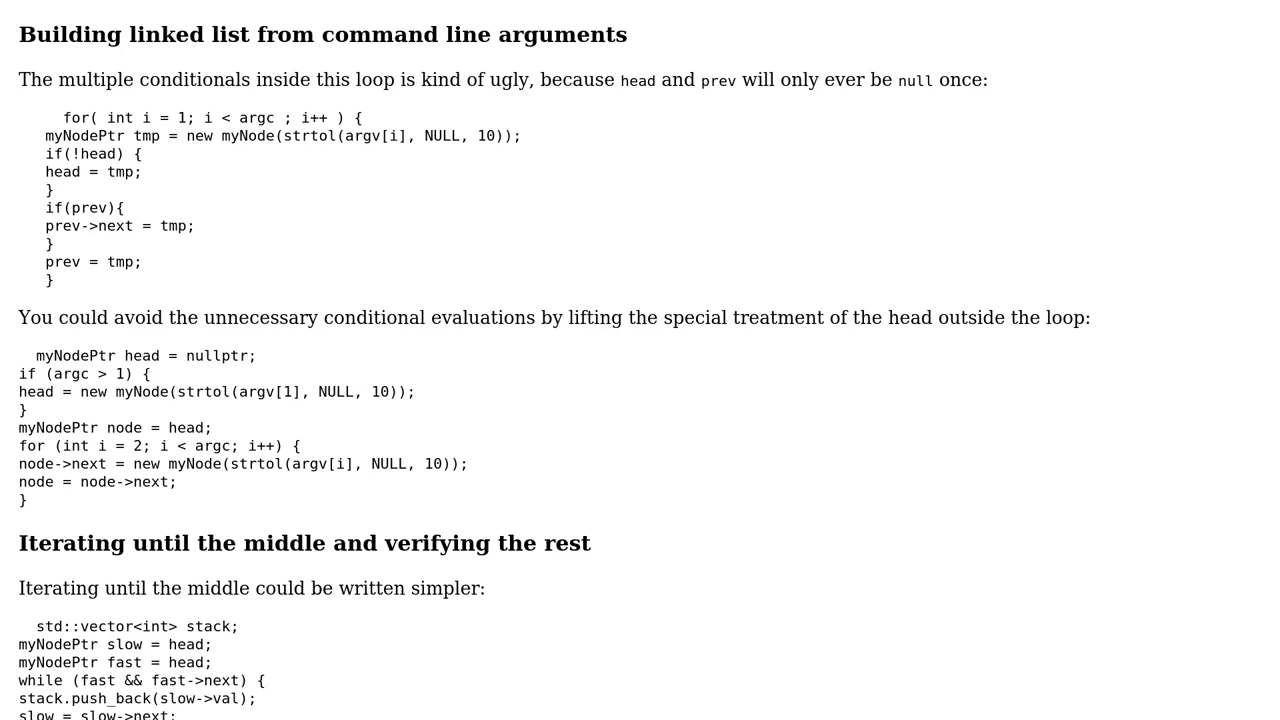 Building linked list from command line arguments
The multiple conditionals inside this loop is kind of ugly, because head and prev will only ever be null once:
for( int i = 1; i < argc ; i++ ) {
myNodePtr tmp = new myNode(strtol(argv[i], NULL, 10));
if(!head) {
head = tmp;
}
if(prev){
prev->next = tmp;
}
prev = tmp;
}
You could avoid the unnecessary conditional evaluations by lifting the special treatment of the head outside the loop:
myNodePtr head = nullptr;
if (argc > 1) {
head = new myNode(strtol(argv[1], NULL, 10));
}
myNodePtr node = head;
for (int i = 2; i < argc; i++) {
node->next = new myNode(strtol(argv[i], NULL, 10));
node = node->next;
}
Iterating until the middle and verifying the rest
Iterating until the middle could be written simpler:
std::vector<int> stack;
myNodePtr slow = head;
myNodePtr fast = head;
while (fast && fast->next) {
stack.push_back(slow->val);
slow = slow->next;